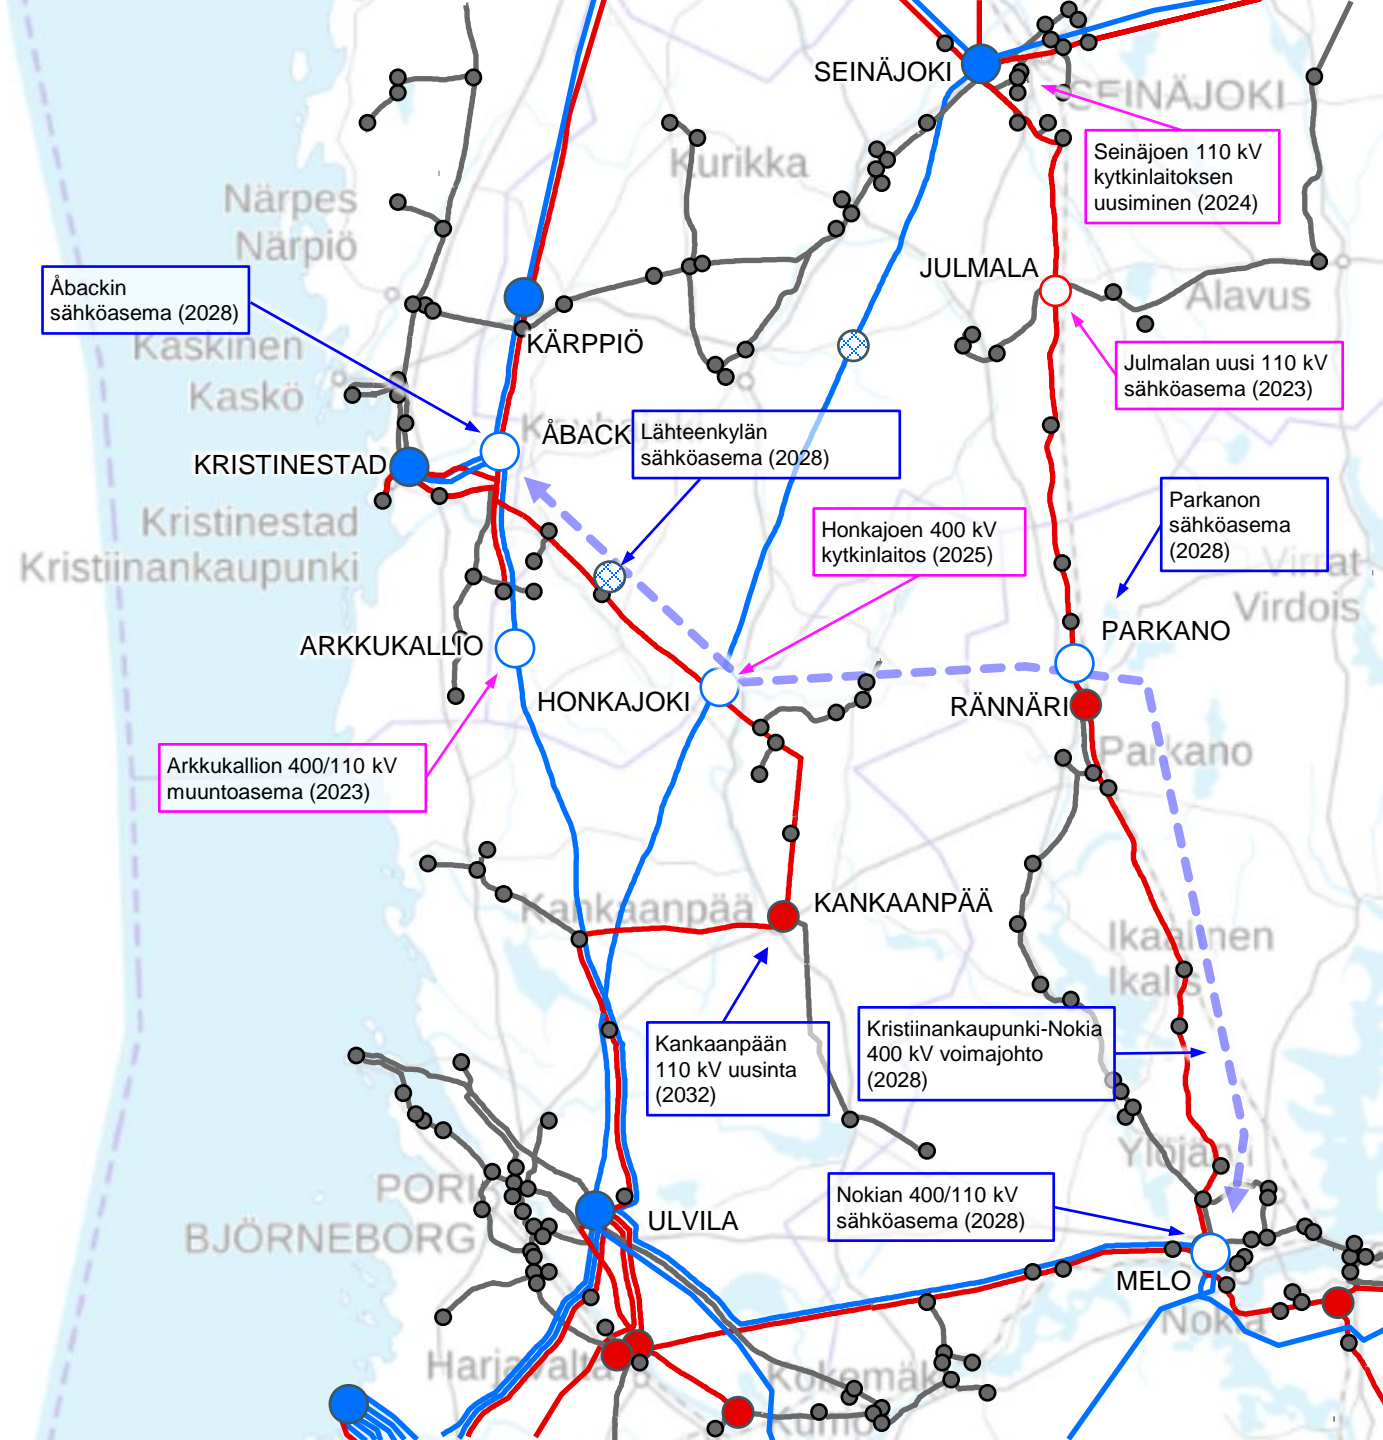 SEINÄJOKI
SEINÄJOKI
Seinäjoen 110 kV
kytkinlaitoksen
uusiminen (2024)
Kurikka
Närpes
Närpiö
JULMALA
Alavus
Åbackin
sähköasema (2028)
KÄRPPIÖ
Kaskinen
Kaskö
Julmalan uusi 110 kV
sähköasema (2023)
ÅBACK
Lähteenkylän
sähköasema (2028)
KRISTINESTAD
Kristinestad
Kristiinankaupunki
Honkajoen 400 kV
kytkinlaitos (2025)
Parkanon
sähköasema
(2028)
Virrat
Virdois
ARKKUKALLIO
PARKANO
HONKAJOKI
RÄNNÄRI
Parkano
Arkkukallion 400/110 kV
muuntoasema (2023)
Kankaanpää
KANKAANPÄÄ
Ikaalinen
Ikalis
Kankaanpään
110 kV uusinta
(2032)
Kristiinankaupunki-Nokia
400 kV voimajohto
(2028)
PORI
BJÖRNEBORG
ULVILA
Nokian 400/110 kV
sähköasema (2028)
MELO
Nokia
Harjavalta
Kumo